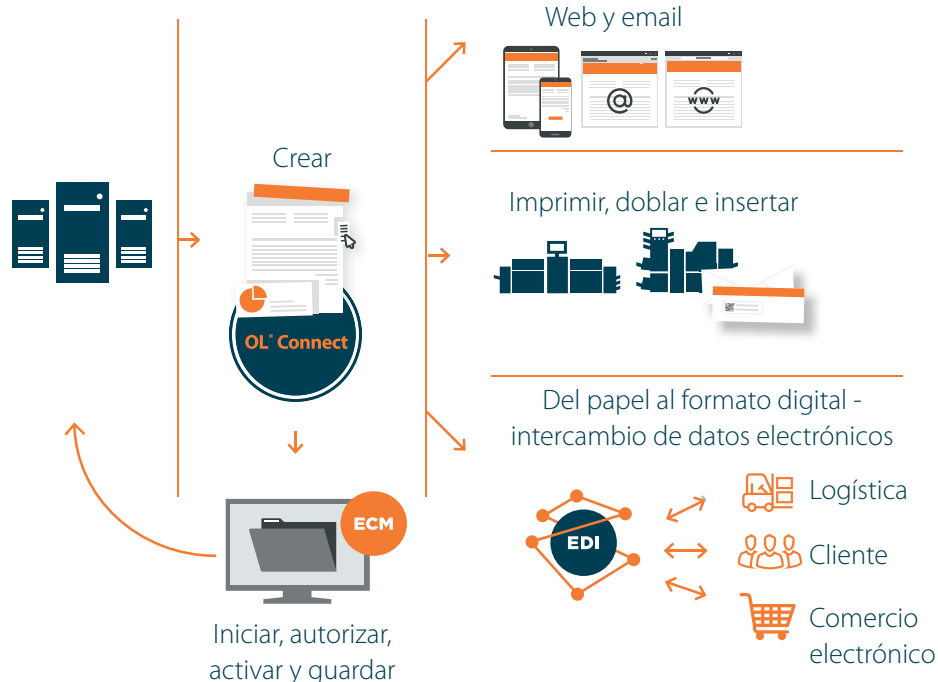 Web y email
@
www
Crear
OL® Connect
Imprimir, doblar e insertar
Del papel al formato digital -
intercambio de datos electrónicos
ECM
Iniciar, autorizar,
activar y guardar
EDI
Logística
Cliente
Comercio
electrónico